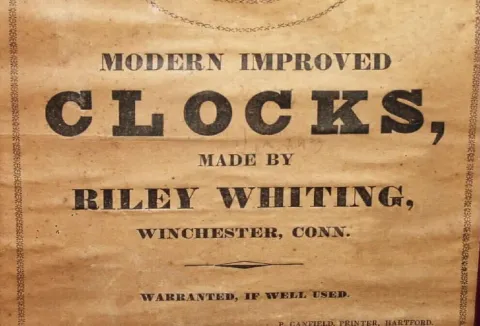 MODERN IMPROVED
CLOCKS,
MADE BY
RILEY WHITING,
WINCHESTER, CONN.
WARRANTED, IF WELL USED.
P. CANFIELD, PRINTER, HARTFORD.